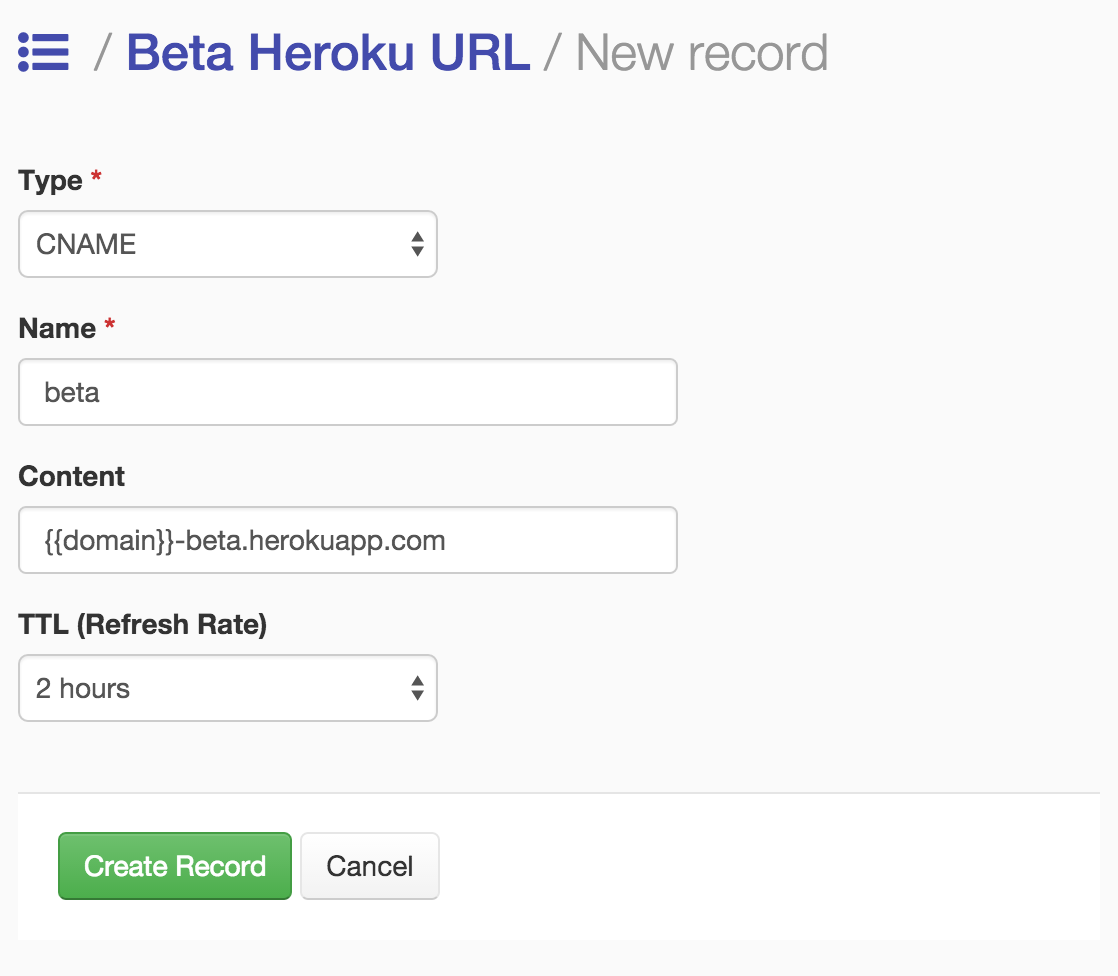 / Beta Heroku URL / New record
Type *
CNAME
Name *
beta
Content
{{domain}}-beta.herokuapp.com
TTL (Refresh Rate)
2 hours
Create Record Cancel